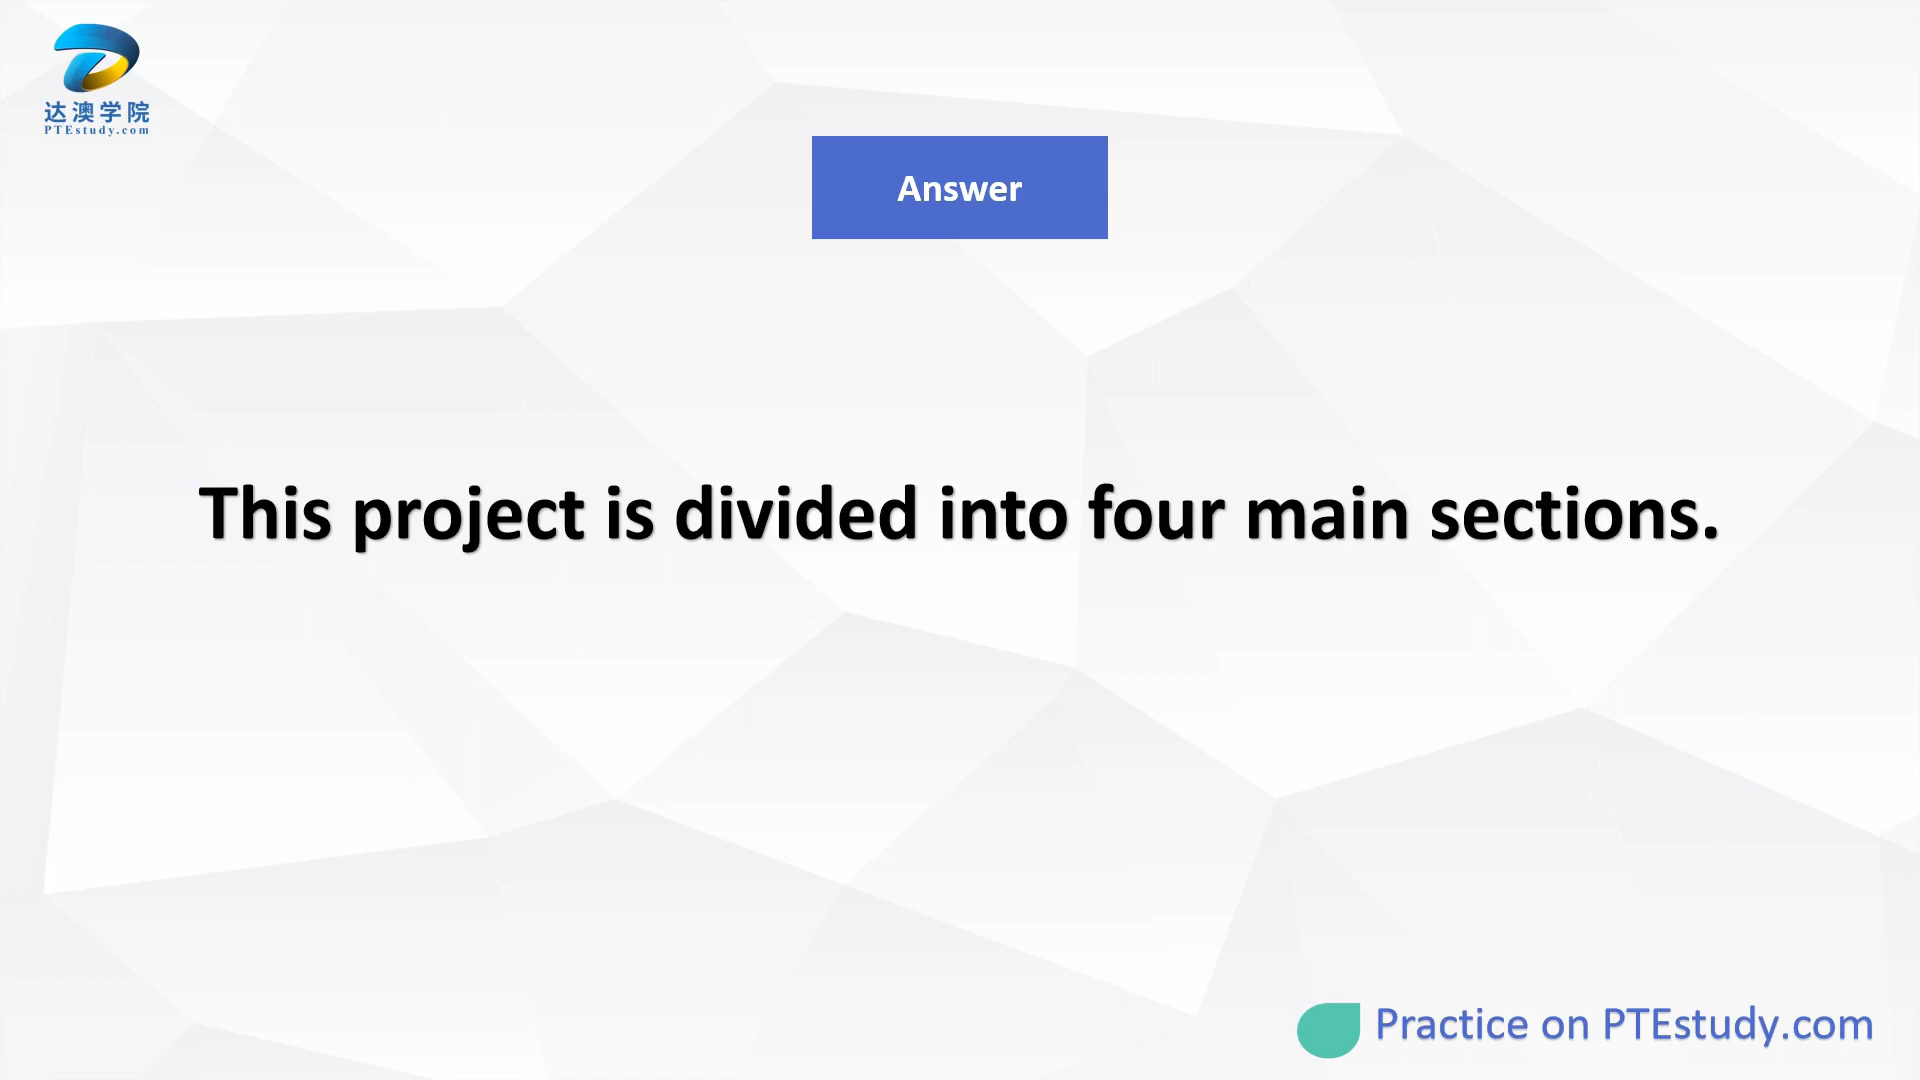 达澳学院
PTEstudy.com
Answer
This project is divided into four main sections.
Practice on PTEstudy.com